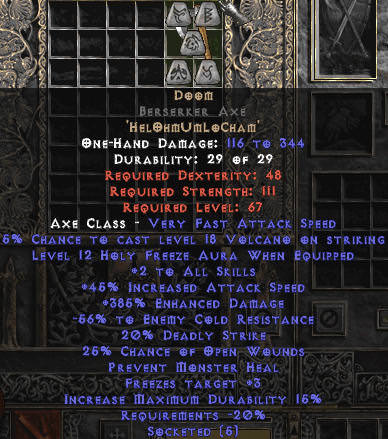 Doom
Berserker Axe
'HelOhmUmLoCham'
One-Hand Damage: 116 to 344
Durability: 29 of 29
Required Dexterity: 48
Required Strength: 111
Required Level: 67
Axe Class - Very Fast Attack Speed
5% Chance to cast level 18 Volcano on striking
Level 12 Holy Freeze Aura When Equipped
+2 to All Skills
+45% Increased Attack Speed
+385% Enhanced Damage
-56% to Enemy Cold Resistance
20% Deadly Strike
25% Chance of Open Wounds
Prevent Monster Heal
Freezes target +3
Increase Maximum Durability 15%
Requirements -20%
Socketed (5)